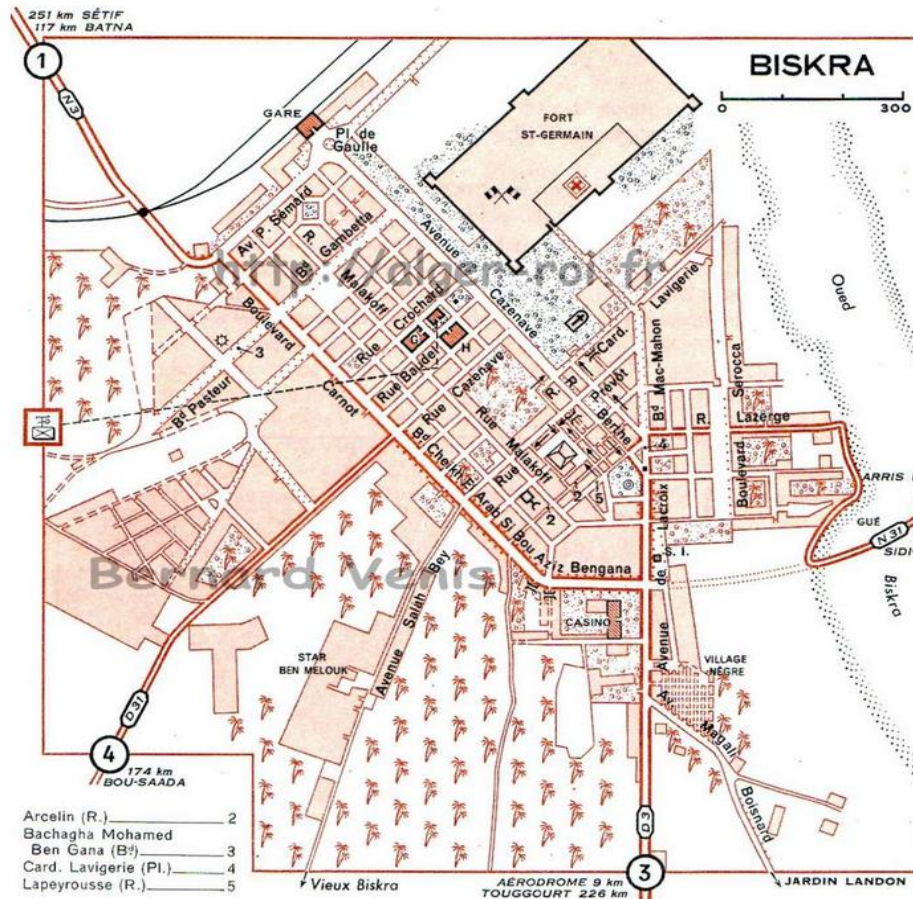 251 km SÉTIF
117 km BATNA
1
N 3
BISKRA
0 300
GARE
Pl. de
Gaulle
FORT
ST-GERMAIN
Av. P. Sémard
R.
Bd Gambetta
Malakoff
Avenue
Cazenave
http://alger-roi.fr
Crochard
Rue
Rue Baudet
G
H
Boulevard
Carnot
3
Bd Pasteur
Rue
Cazenave
Rue
Malakoff
Rue
R.
R.
Prévôt
Berthe
Card.
Lavigerie
Bd Mac-Mahon
Serocca
Boulevard
R. Lazerge
4
2
5
2
Oued
Biskra
ARRIS
GUÉ
N 31
SIDI
Bd Cheikh El Arab Si Bou Aziz Bengana
Lacroix
de
Avenue
S. I.
Bernard Venis
CASINO
Avenue Salah Bey
STAR
BEN MELOUK
VILLAGE
NÈGRE
Av. Magali
Boisnard
D 31
4
174 km
BOU-SAADA
Arcelin (R.) 2
Bachagha Mohamed
Ben Gana (Bd) 3
Card. Lavigerie (Pl.) 4
Lapeyrousse (R.) 5
Vieux Biskra
D 3
3
AÉRODROME 9 km
TOUGGOURT 226 km
JARDIN LANDON